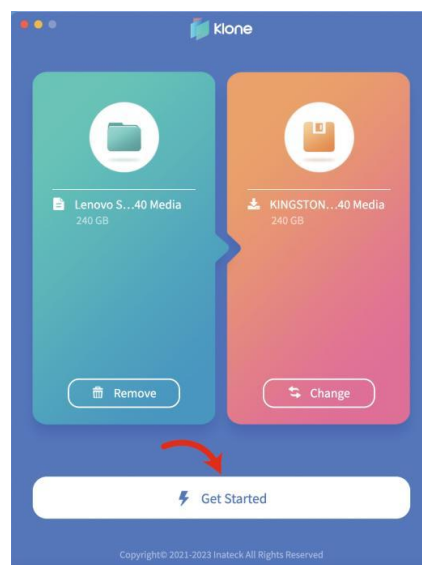 Klone
Lenovo S...40 Media
240 GB
Remove
KINGSTON...40 Media
240 GB
Change
Get Started
Copyright© 2021-2023 Inateck All Rights Reserved